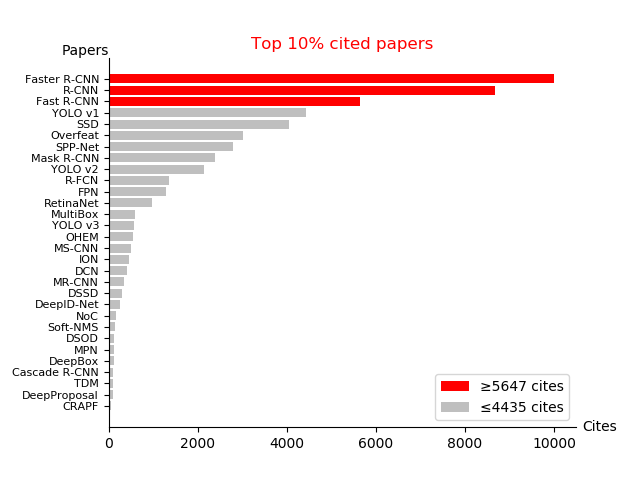 Top 10% cited papers
Papers
Faster R-CNN
R-CNN
Fast R-CNN
YOLO v1
SSD
Overfeat
SPP-Net
Mask R-CNN
YOLO v2
R-FCN
FPN
RetinaNet
MultiBox
YOLO v3
OHEM
MS-CNN
ION
DCN
MR-CNN
DSSD
DeepID-Net
NoC
Soft-NMS
DSOD
MPN
DeepBox
Cascade R-CNN
TDM
DeepProposal
CRAPF
≥5647 cites
≤4435 cites
0 2000 4000 6000 8000 10000
Cites